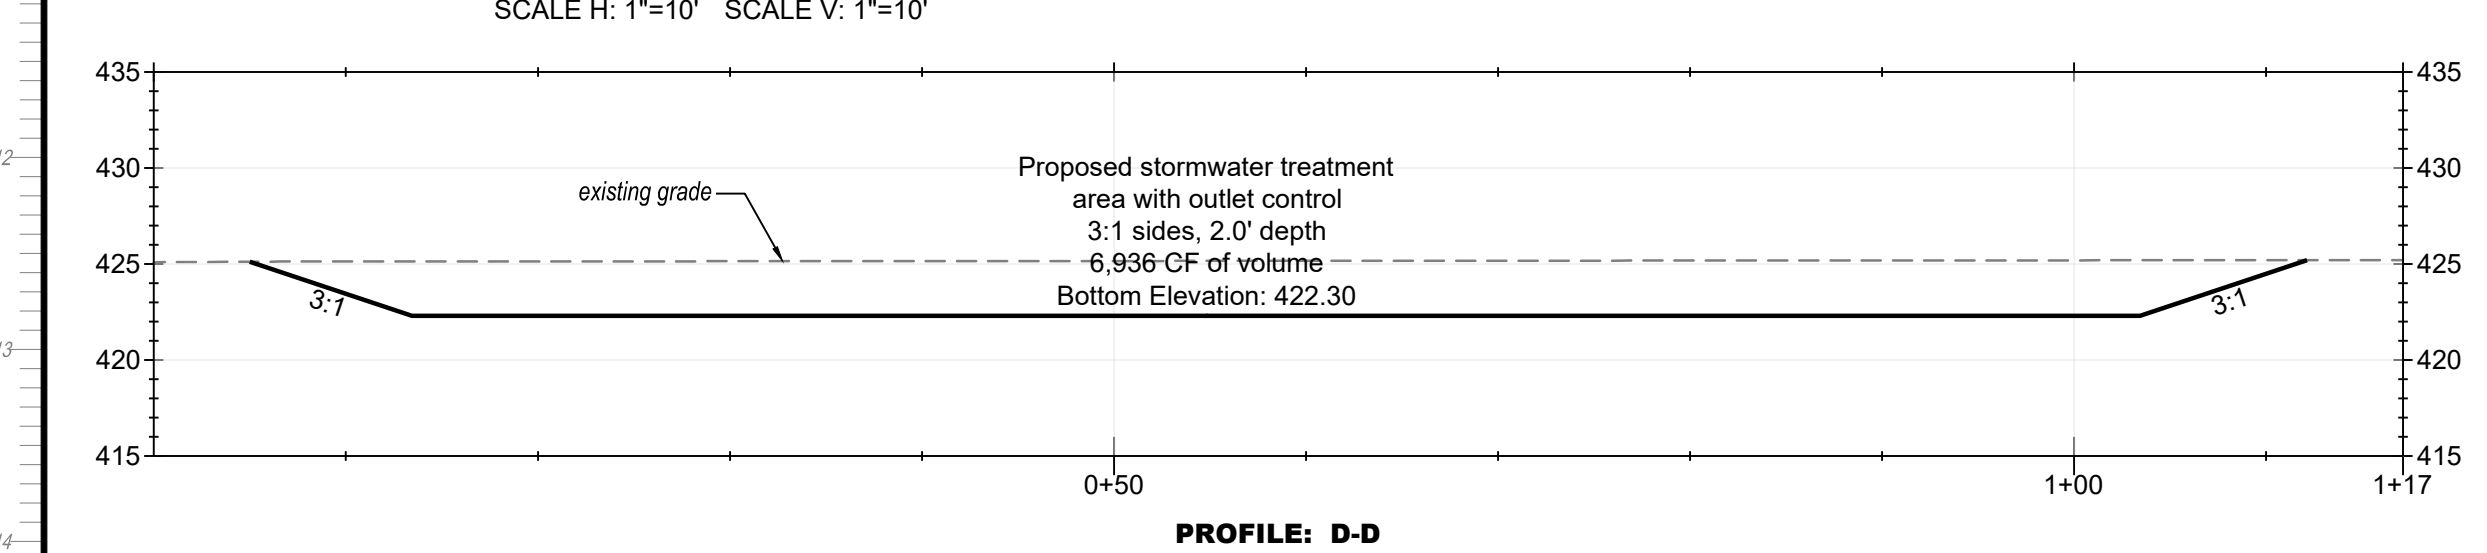 SCALE H: 1"=10' SCALE V: 1"=10'
435
435
430
430
Proposed stormwater treatment
area with outlet control
3:1 sides, 2.0' depth
6,936 CF of volume
Bottom Elevation: 422.30
existing grade
425
425
3:1
3:1
420
420
415
415
0+50
1+00
1+17
PROFILE: D-D